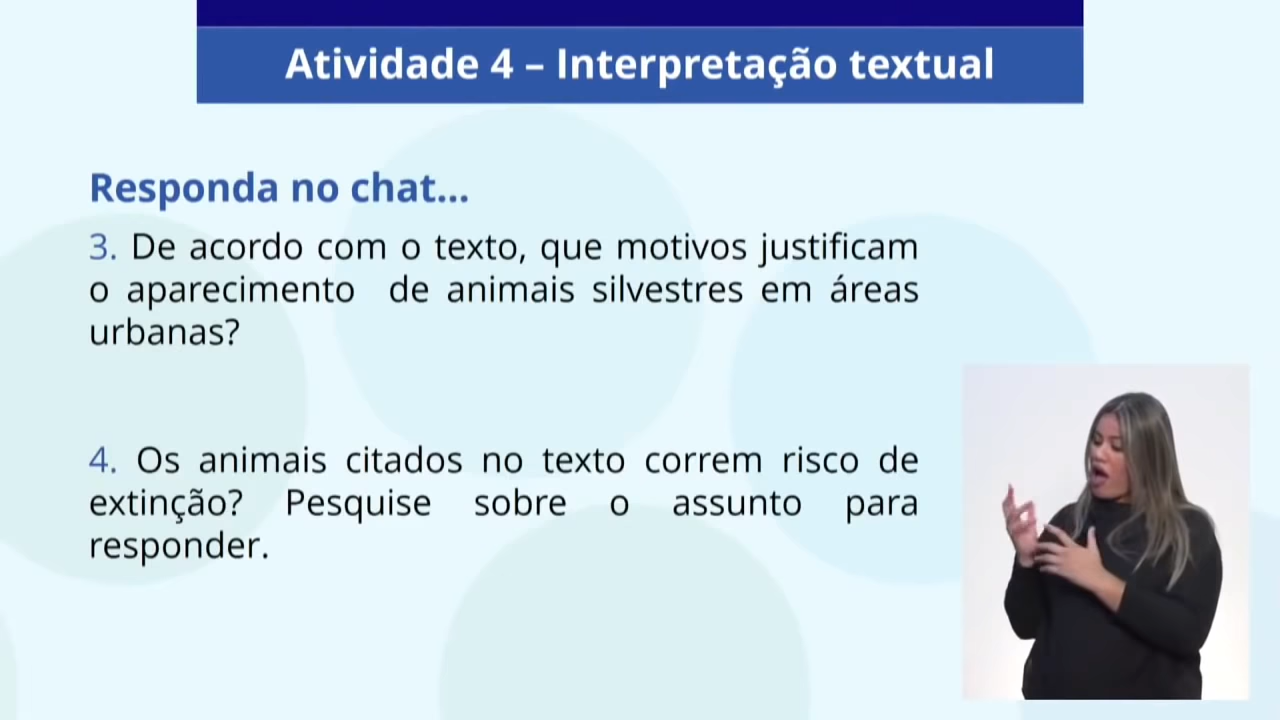 Atividade 4 – Interpretação textual
Responda no chat...
3. De acordo com o texto, que motivos justificam
o aparecimento de animais silvestres em áreas
urbanas?
4. Os animais citados no texto correm risco de
extinção? Pesquise sobre o assunto para
responder.